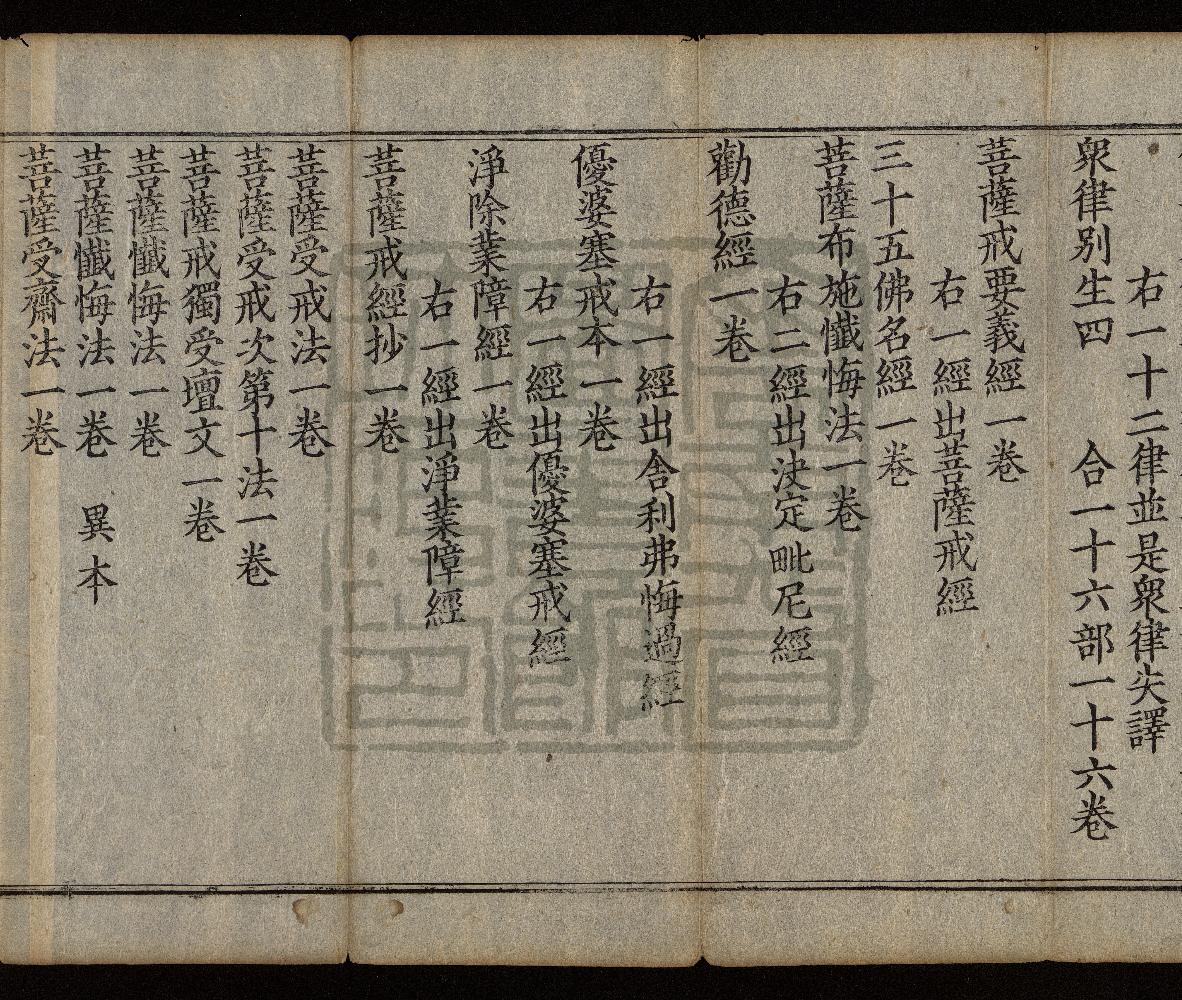 右一十二律並是衆律失譯
衆律别生四　合一十六部一十六卷
菩薩戒要義經一卷
右一經出菩薩戒經
三十五佛名經一卷
菩薩布施懺悔法一卷
右二經出決定毗尼經
勸德經一卷
右一經出舍利弗悔過經
優婆塞戒本一卷
右一經出優婆塞戒經
淨除業障經一卷
右一經出淨業障經
菩薩戒經抄一卷
菩薩受戒法一卷
菩薩受戒次第十法一卷
菩薩戒獨受壇文一卷
菩薩懺悔法一卷
菩薩懺悔法一卷　異本
菩薩受齋法一卷